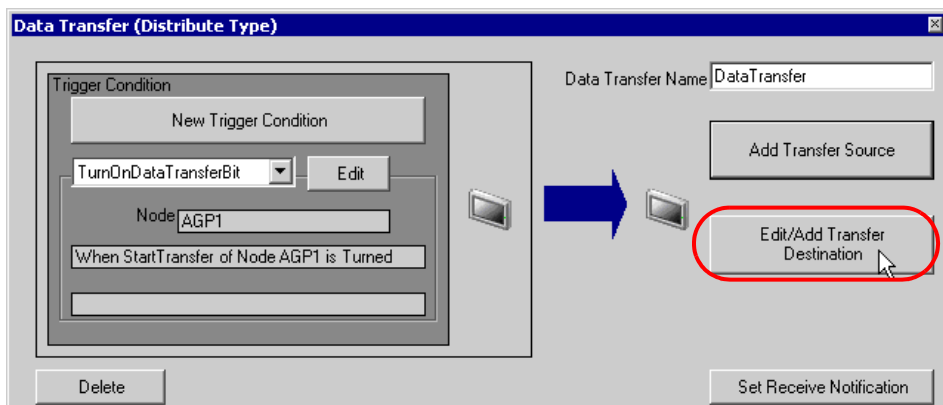 Data Transfer (Distribute Type)
Trigger Condition
New Trigger Condition
TurnOnDataTransferBit
Edit
Node AGP1
When StartTransfer of Node AGP1 is Turned
Delete
Data Transfer Name DataTransfer
Add Transfer Source
Edit/Add Transfer
Destination
Set Receive Notification